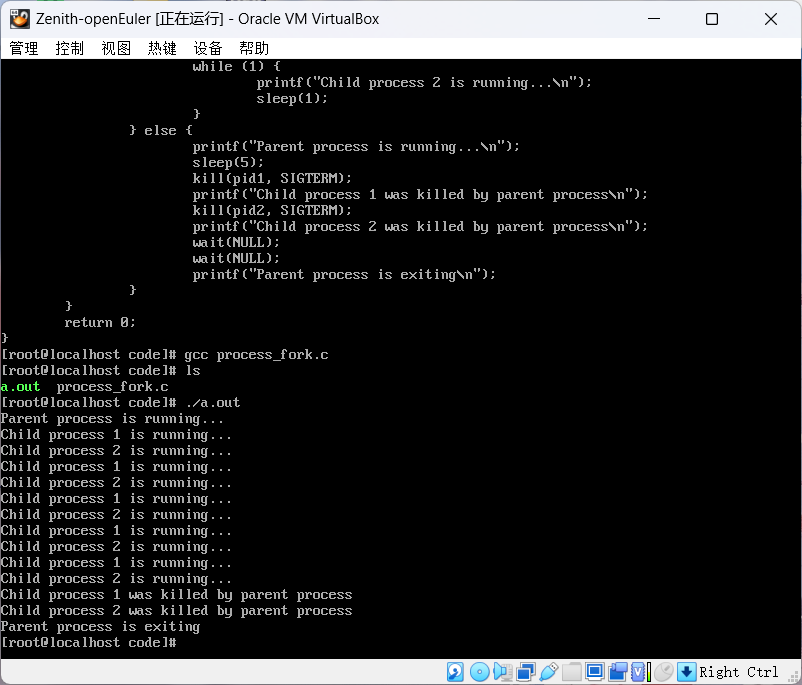 Zenith-openEuler [正在运行] - Oracle VM VirtualBox
管理 控制 视图 热键 设备 帮助
                        while (1) {
                                printf("Child process 2 is running...\n");
                                sleep(1);
                        }
                } else {
                        printf("Parent process is running...\n");
                        sleep(5);
                        kill(pid1, SIGTERM);
                        printf("Child process 1 was killed by parent process\n");
                        kill(pid2, SIGTERM);
                        printf("Child process 2 was killed by parent process\n");
                        wait(NULL);
                        wait(NULL);
                        printf("Parent process is exiting\n");
                }
        }
        return 0;
}
[root@localhost code]# gcc process_fork.c
[root@localhost code]# ls
a.out  process_fork.c
[root@localhost code]# ./a.out
Parent process is running...
Child process 1 is running...
Child process 2 is running...
Child process 1 is running...
Child process 2 is running...
Child process 1 is running...
Child process 2 is running...
Child process 1 is running...
Child process 2 is running...
Child process 1 is running...
Child process 2 is running...
Child process 1 was killed by parent process
Child process 2 was killed by parent process
Parent process is exiting
[root@localhost code]#
Right Ctrl